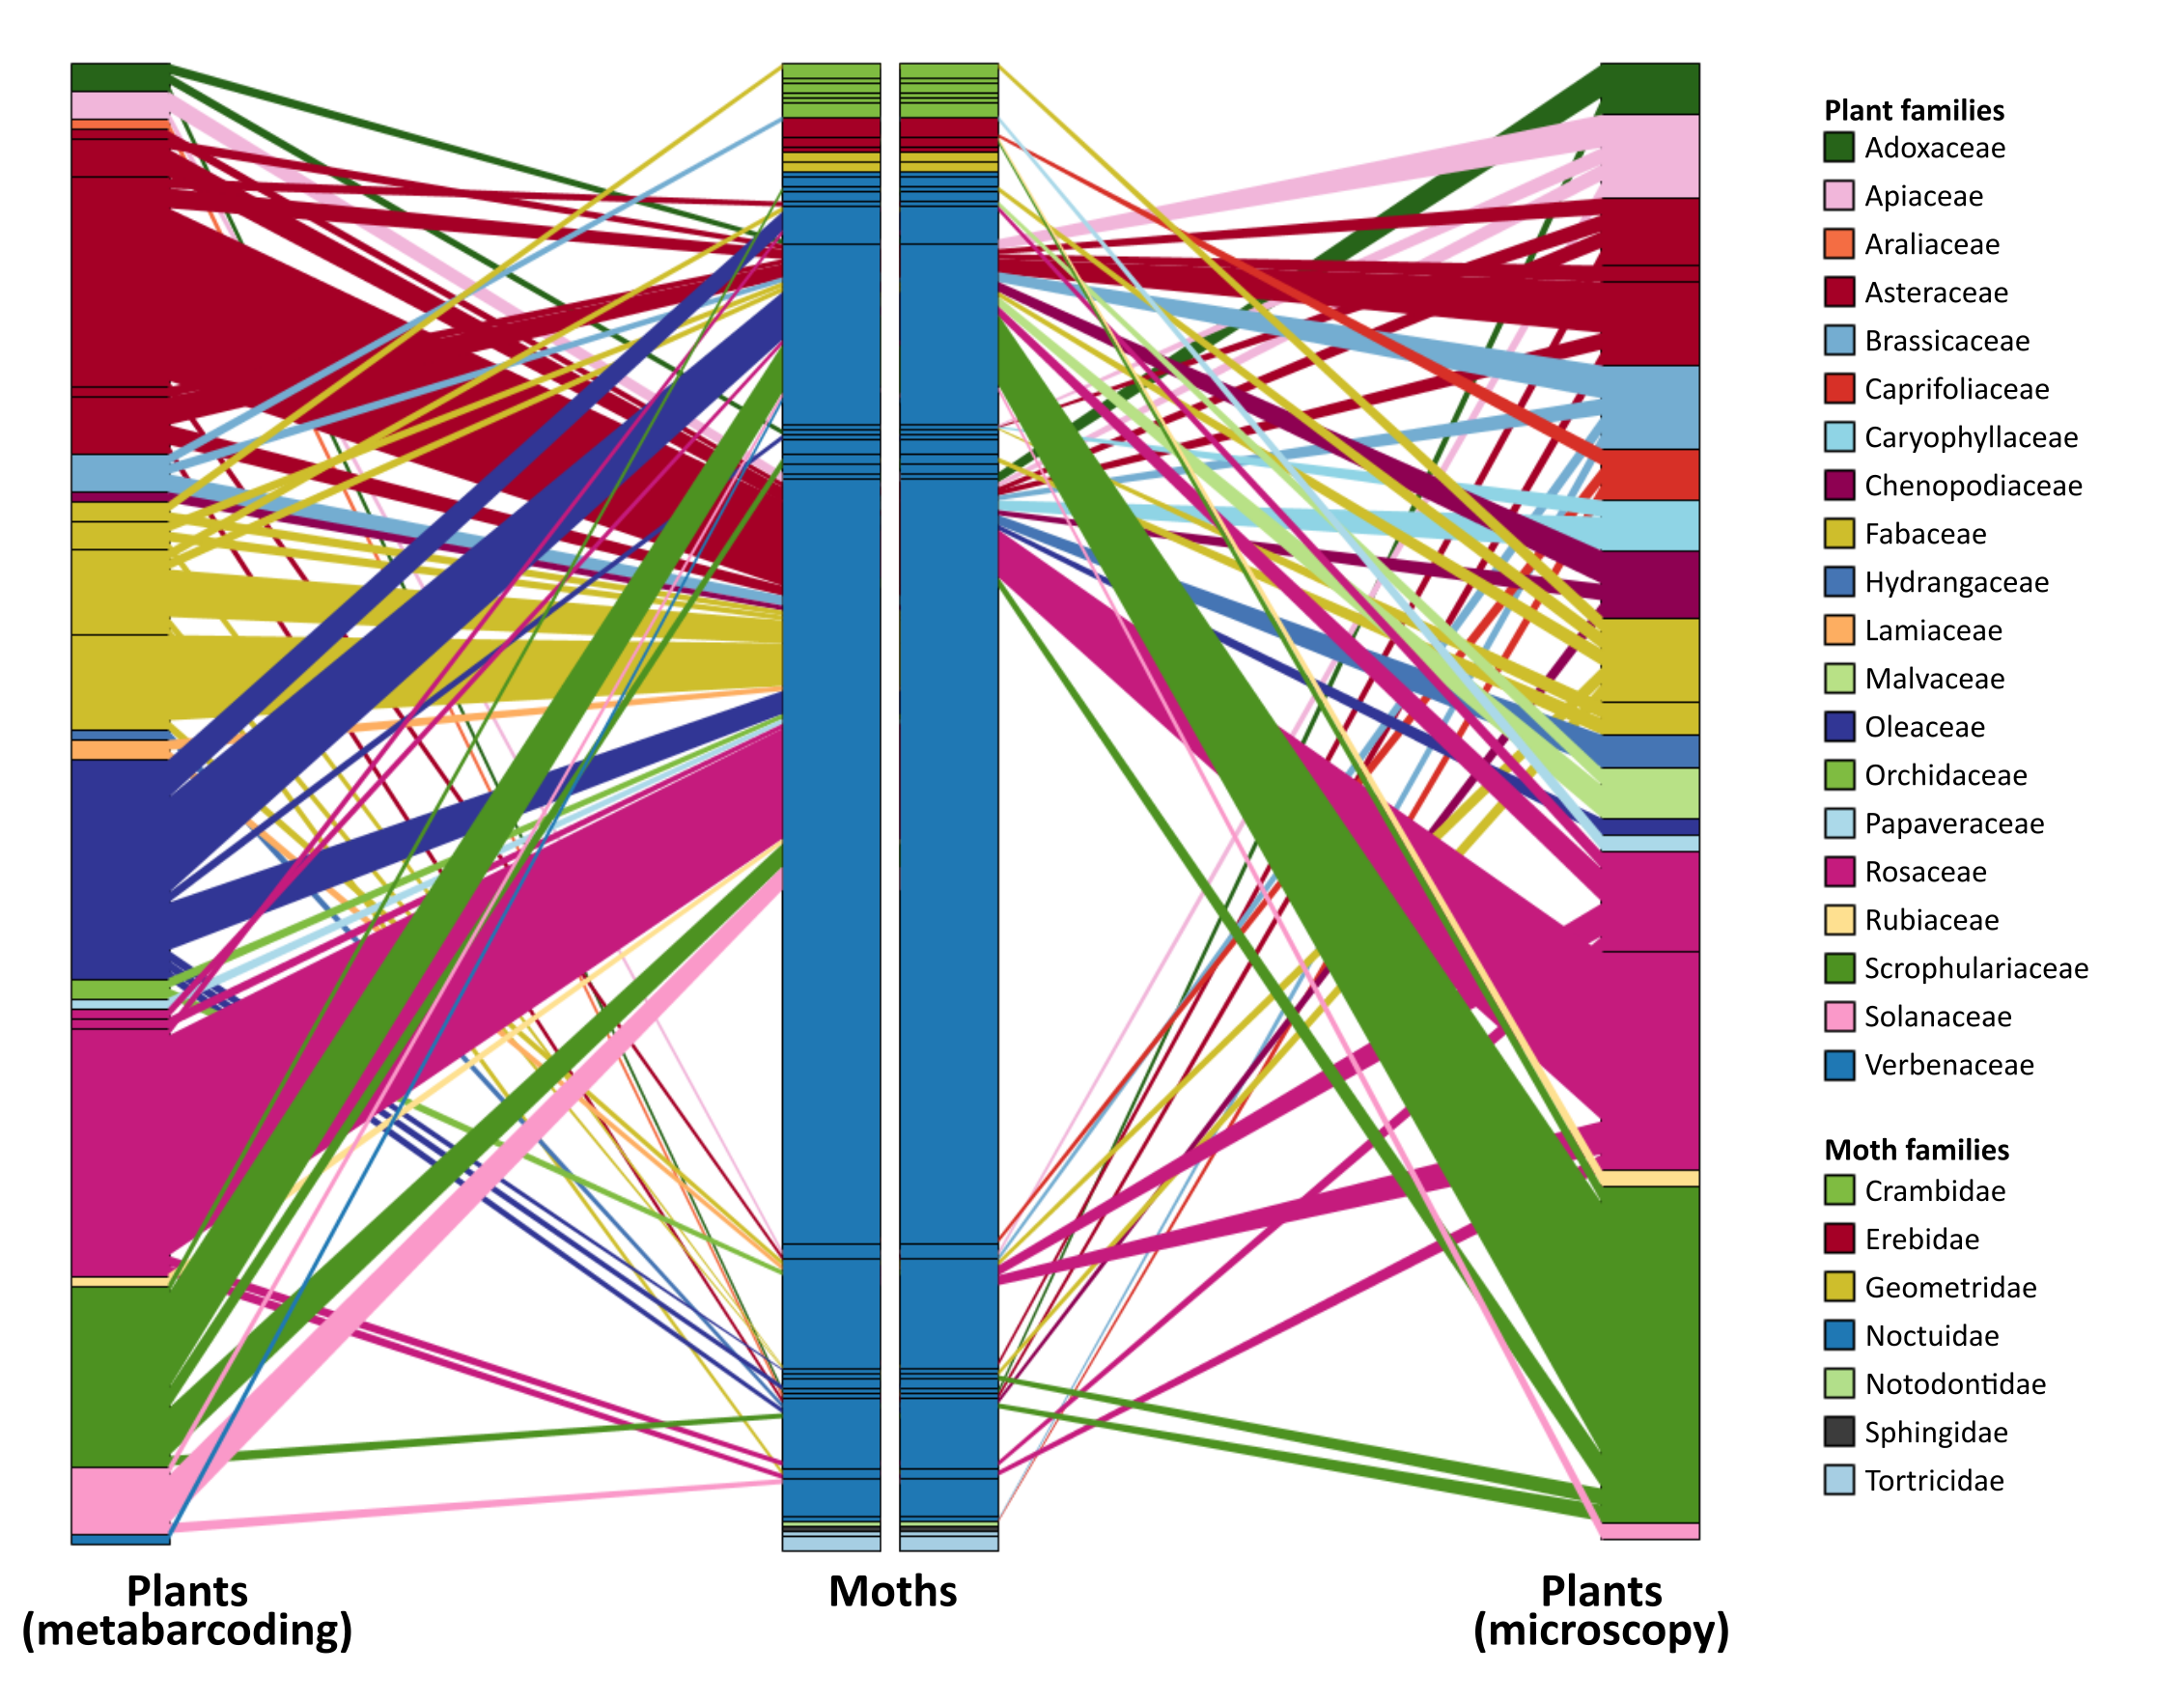 Plant families
Adoxaceae
Apiaceae
Araliaceae
Asteraceae
Brassicaceae
Caprifoliaceae
Caryophyllaceae
Chenopodiaceae
Fabaceae
Hydrangaceae
Lamiaceae
Malvaceae
Oleaceae
Orchidaceae
Papaveraceae
Rosaceae
Rubiaceae
Scrophulariaceae
Solanaceae
Verbenaceae
Moth families
Crambidae
Erebidae
Geometridae
Noctuidae
Notodontidae
Sphingidae
Tortricidae
Plants
(metabarcoding)
Moths
Plants
(microscopy)